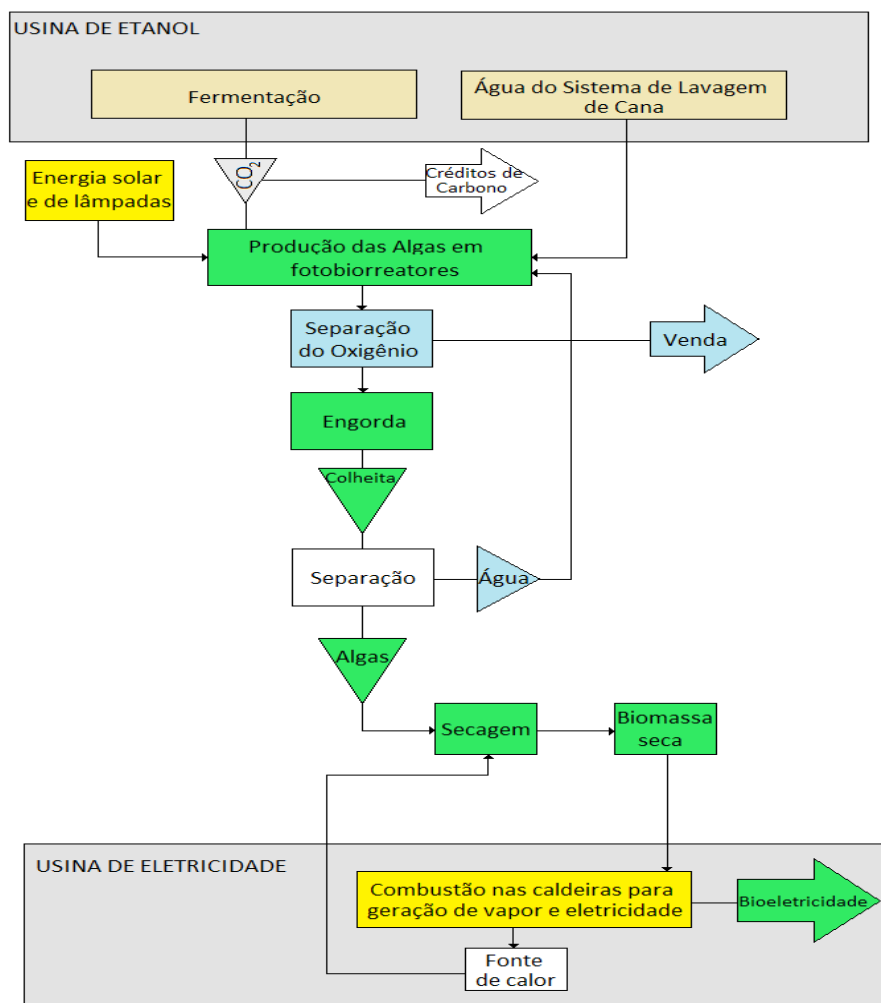 USINA DE ETANOL
Fermentação
Água do Sistema de Lavagem
de Cana
Energia solar
e de lâmpadas
CO2
Créditos de
Carbono
Produção das Algas em
fotobiorreatores
Separação
do Oxigênio
Venda
Engorda
Colheita
Separação
Água
Algas
Secagem
Biomassa
seca
USINA DE ELETRICIDADE
Combustão nas caldeiras para
geração de vapor e eletricidade
Bioeletricidade
Fonte
de calor